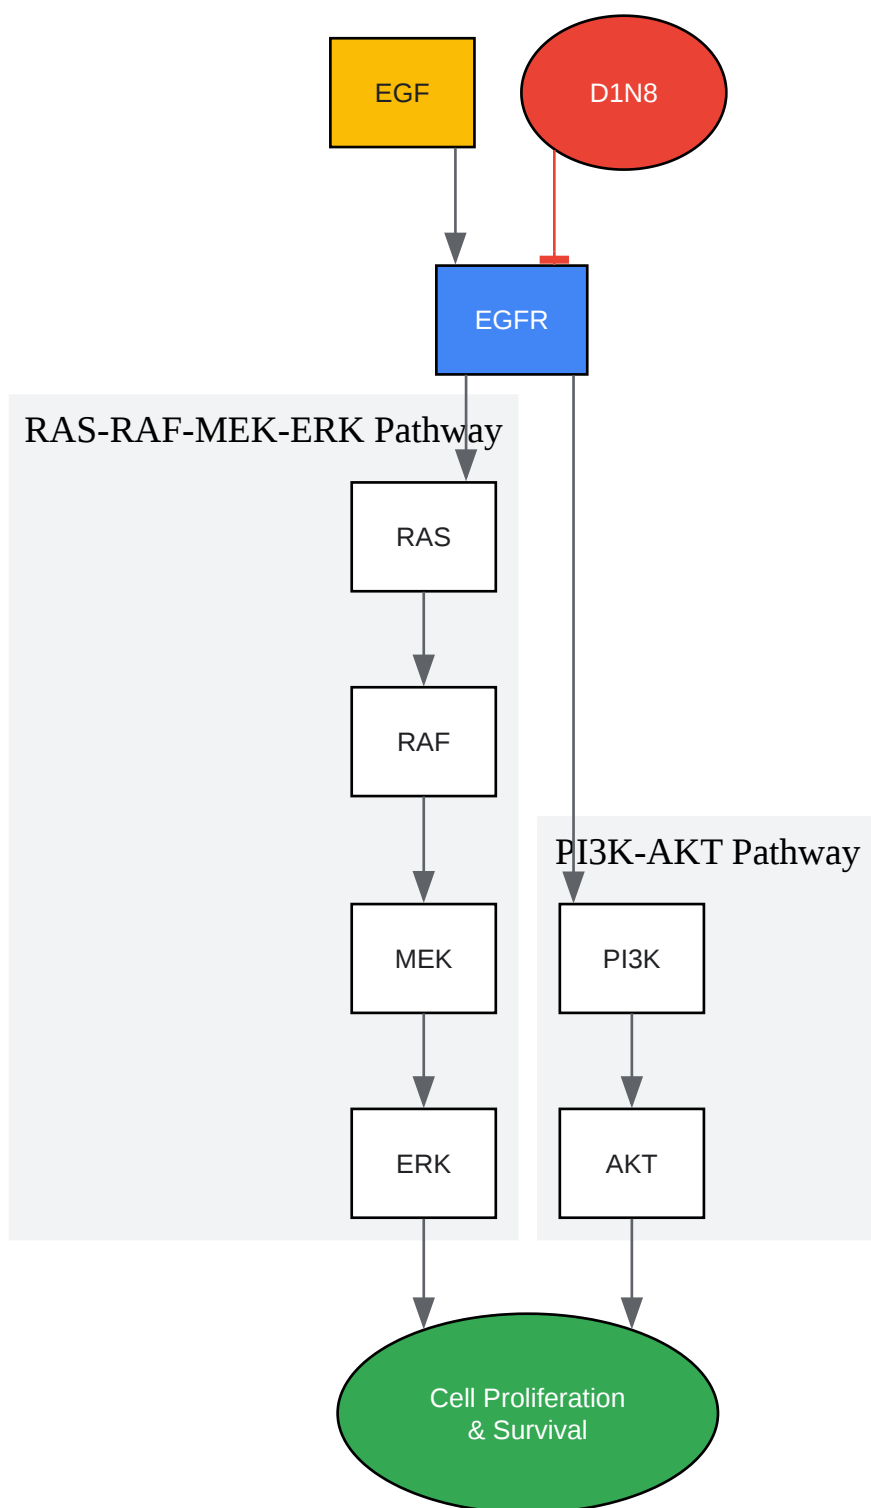 EGF
D1N8
EGFR
RAS-RAF-MEK-ERK Pathway
RAS
RAF
PI3K-AKT Pathway
MEK
PI3K
ERK
AKT
Cell Proliferation
& Survival